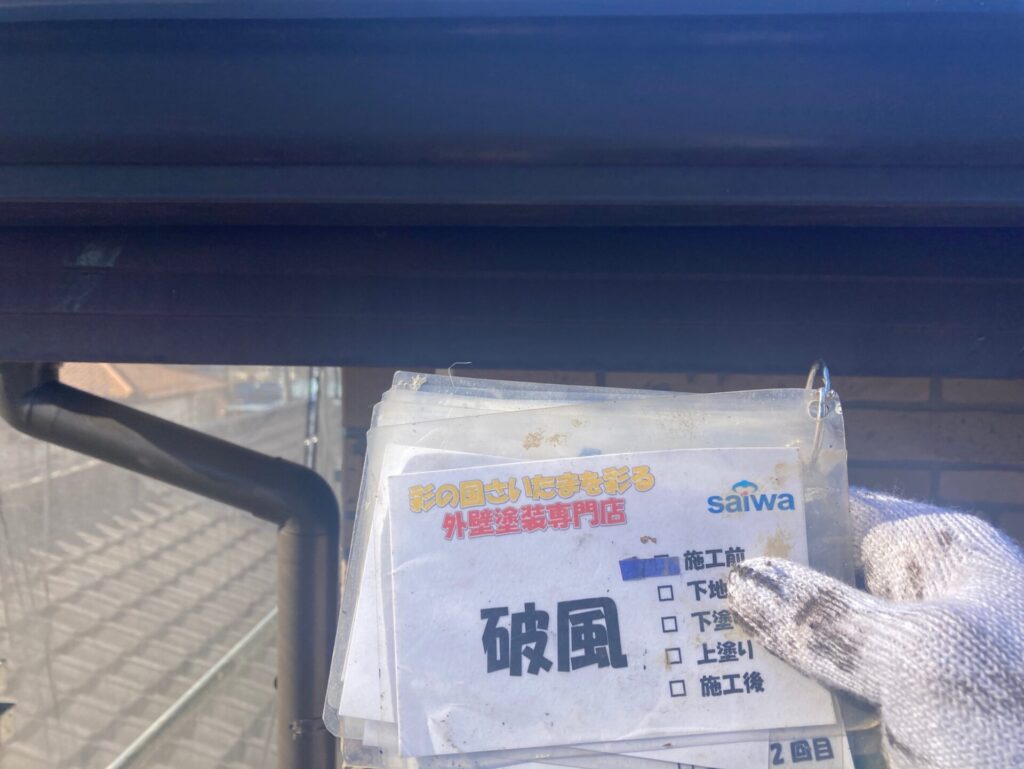 彩の国さいたまを彩る
外壁塗装専門店
saiwa
破風
施工前
□ 下地
□ 下塗
□ 上塗り
□ 施工後
2回目